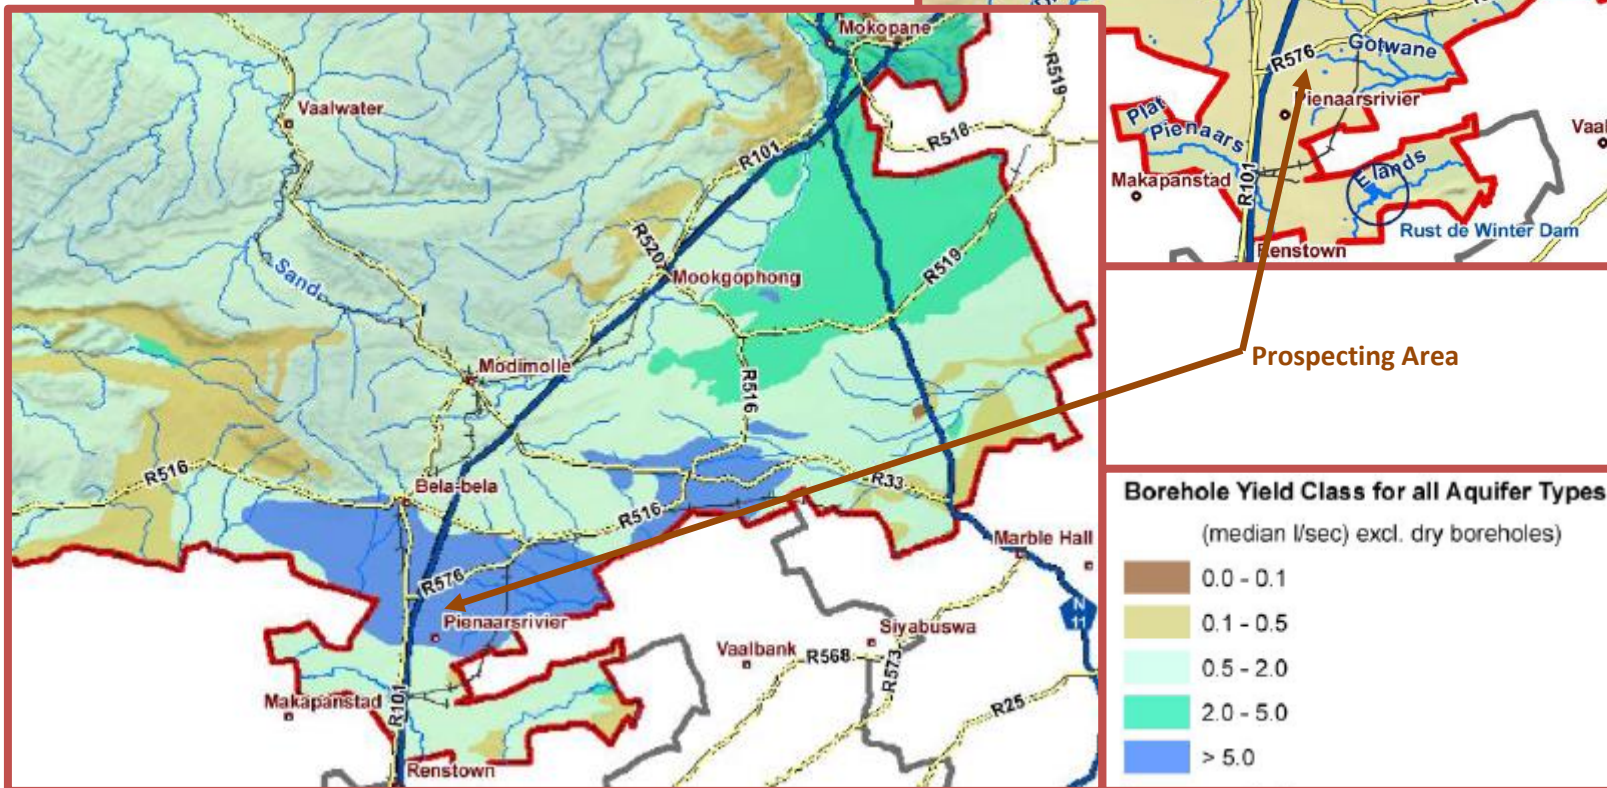 Mokopane
R519
Vaalwater
R518
R101
Sand
R520
Mookgophong
R519
Modimolle
R516
R516
Bela-bela
R33
R516
Marble Hall
R576
N
11
Pienaarsrivier
Siyabuswa
Vaalbank
R568
R573
Makapanstad
R101
R25
Renstown
Gotwane
R576
Pienaarsrivier
Plat
Pienaars
Elands
Makapanstad
R101
Rust de Winter Dam
Renstown
Prospecting Area
Borehole Yield Class for all Aquifer Types
(median l/sec) excl. dry boreholes)
0.0 - 0.1
0.1 - 0.5
0.5 - 2.0
2.0 - 5.0
> 5.0